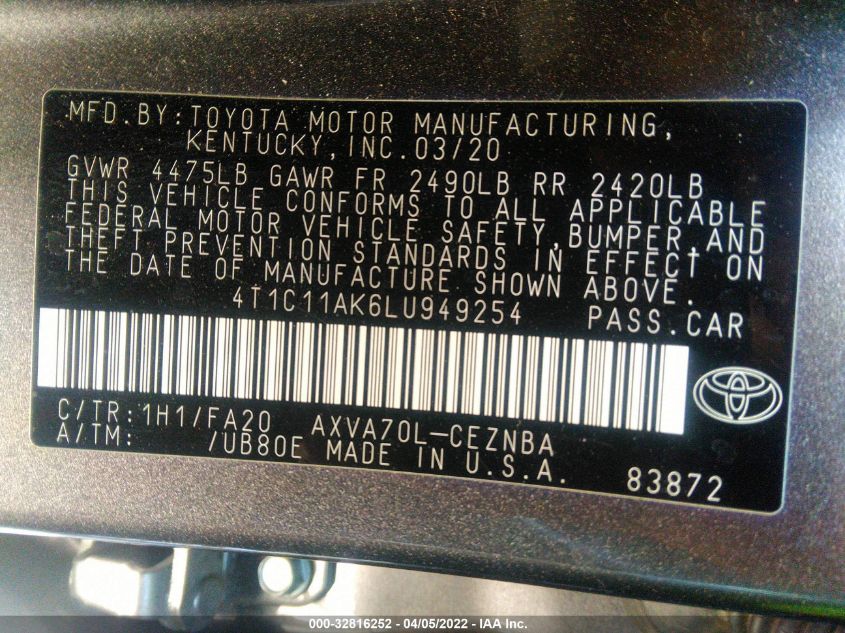 MFD.BY:TOYOTA MOTOR MANUFACTURING,
KENTUCKY,INC.03/20
GVWR 4475LB GAWR FR 2490LB RR 2420LB
THIS VEHICLE CONFORMS TO ALL APPLICABLE
FEDERAL MOTOR VEHICLE SAFETY,BUMPER,AND
THEFT PREVENTION STANDARDS IN EFFECT ON
THE DATE OF MANUFACTURE SHOWN ABOVE.
4T1C11AK6LU949254 PASS.CAR
C/TR:1H1/FA20 AXVA70L-CEZNBA
A/TM: /UB80E MADE IN U.S.A.
83872
000-32816252 - 04/05/2022 - IAA Inc.